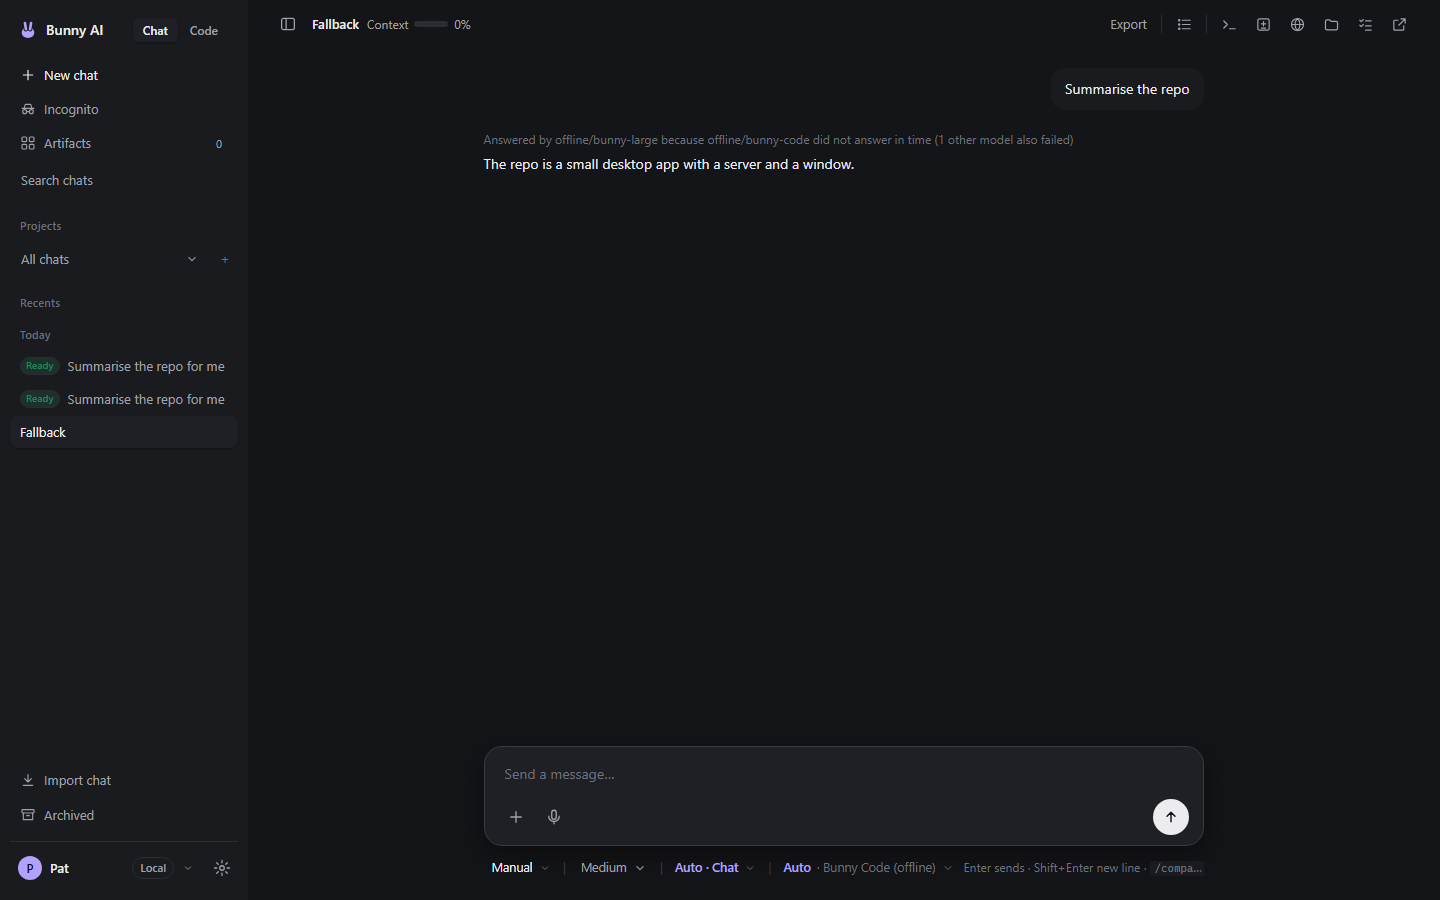 Bunny AI
Chat
Code
New chat
Incognito
Artifacts
0
Search chats
Projects
All chats
+
Recents
Today
Ready Summarise the repo for me
Ready Summarise the repo for me
Fallback
Import chat
Archived
P
Pat
Local
Fallback
Context
0%
Export
Summarise the repo
Answered by offline/bunny-large because offline/bunny-code did not answer in time (1 other model also failed)
The repo is a small desktop app with a server and a window.
Send a message...
Manual
Medium
Auto · Chat
Auto · Bunny Code (offline)
Enter sends · Shift+Enter new line · /compa...